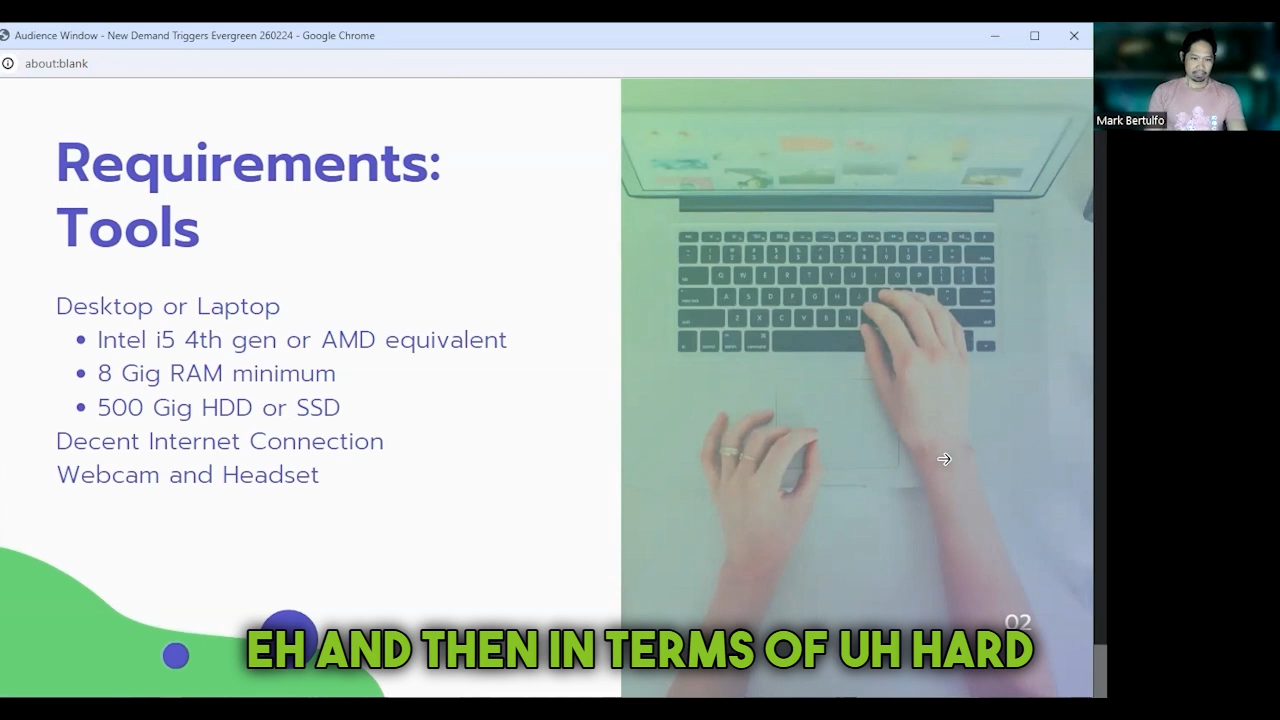 Audience Window - New Demand Triggers Evergreen 260224 - Google Chrome
about:blank
Mark Bertulfo
Requirements:
Tools
Desktop or Laptop
• Intel i5 4th gen or AMD equivalent
• 8 Gig RAM minimum
• 500 Gig HDD or SSD
Decent Internet Connection
Webcam and Headset
02
EH AND THEN IN TERMS OF UH HARD